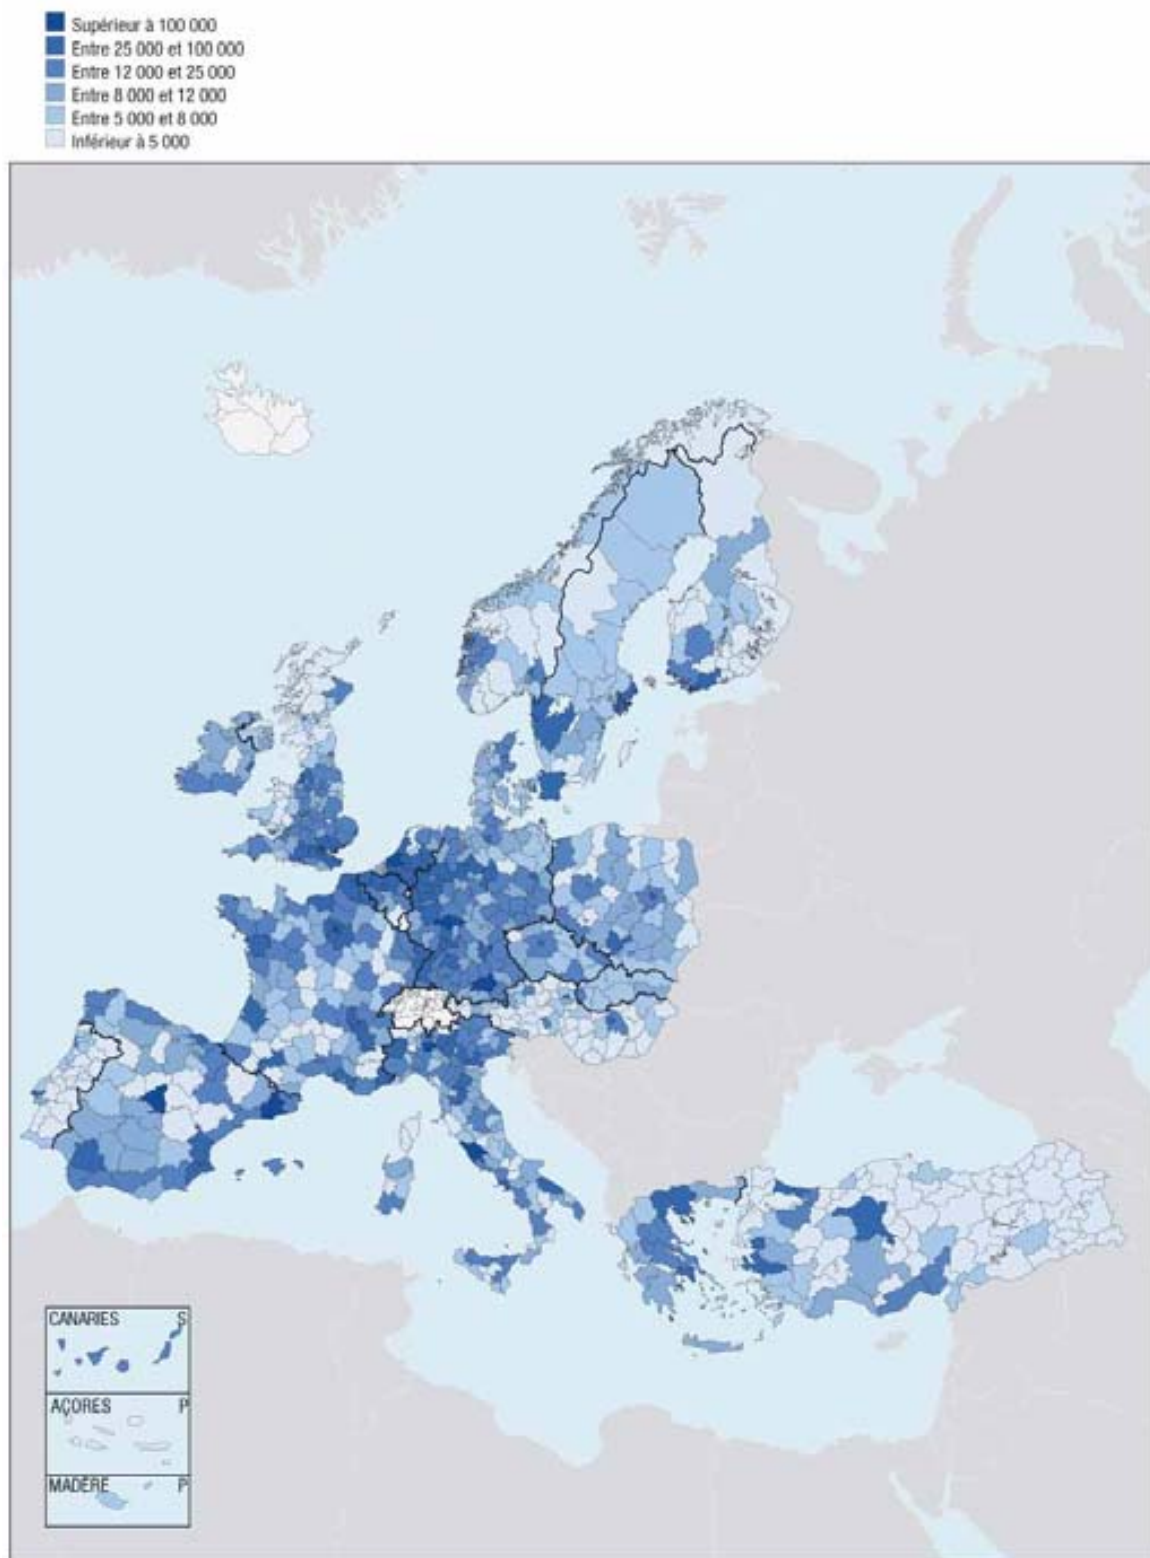 Supérieur à 100 000
Entre 25 000 et 100 000
Entre 12 000 et 25 000
Entre 8 000 et 12 000
Entre 5 000 et 8 000
Inférieur à 5 000
CANARIES S
AÇORES P
MADÈRE P